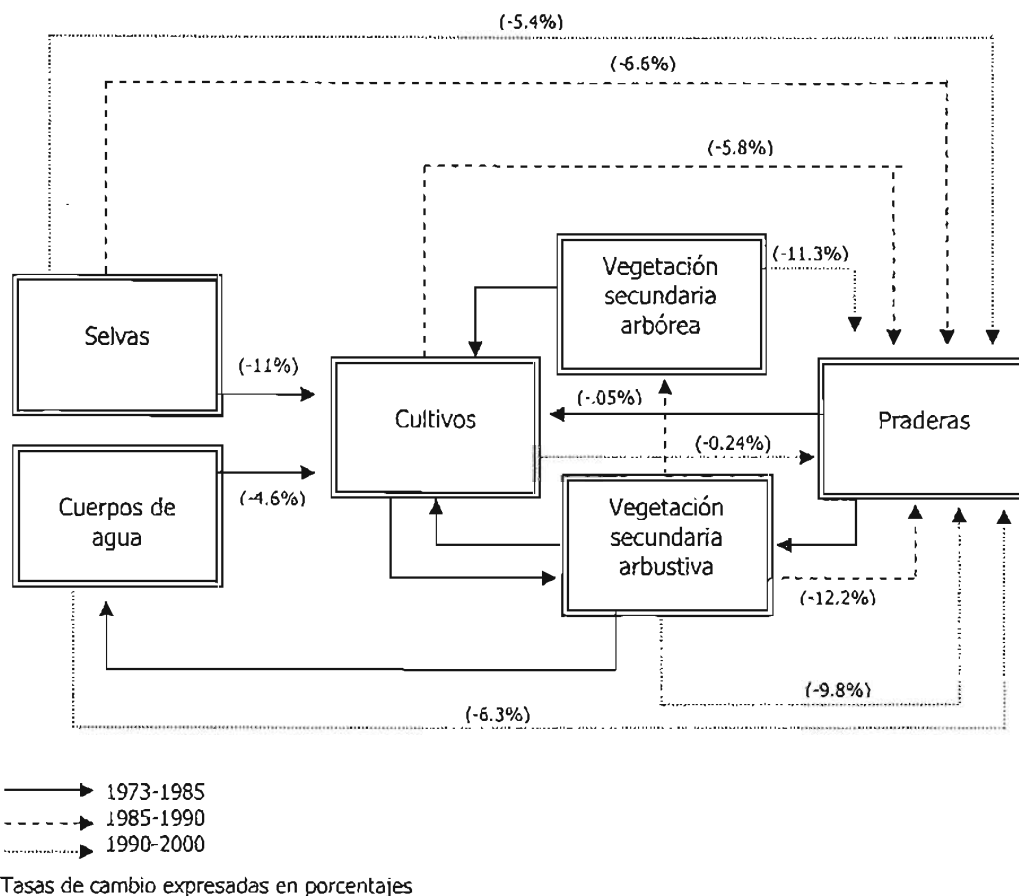 (-5.4%)
(-6.6%)
(-5.8%)
Vegetación
secundaria
arbórea
(-11.3%)
Selvas
(-11%)
Cultivos
(-.05%)
Praderas
(-0.24%)
Cuerpos de
agua
(-4.6%)
Vegetación
secundaria
arbustiva
(-12.2%)
(-9.8%)
(-6.3%)
1973-1985
1985-1990
1990-2000
Tasas de cambio expresadas en porcentajes